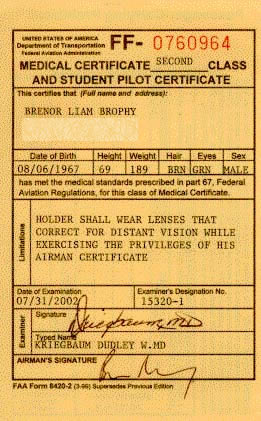 UNITED STATES OF AMERICA
Department of Transportation
Federal Aviation Administration
FF- 0760964
MEDICAL CERTIFICATE SECOND CLASS
AND STUDENT PILOT CERTIFICATE
This certifies that (Full name and address):
BRENOR LIAM BROPHY
Date of Birth Height Weight Hair Eyes Sex
08/06/1967 69 189 BRN GRN MALE
has met the medical standards prescribed in part 67, Federal
Aviation Regulations, for this class of Medical Certificate.
Limitations
HOLDER SHALL WEAR LENSES THAT
CORRECT FOR DISTANT VISION WHILE
EXERCISING THE PRIVILEGES OF HIS
AIRMAN CERTIFICATE
Date of Examination Examiner's Designation No.
07/31/2002 15320-1
Examiner
Signature
Kriegbaum, MD
Typed Name
KRIEGBAUM DUDLEY W.MD
AIRMAN'S SIGNATURE
FAA Form 8420-2 (3-99) Supersedes Previous Edition